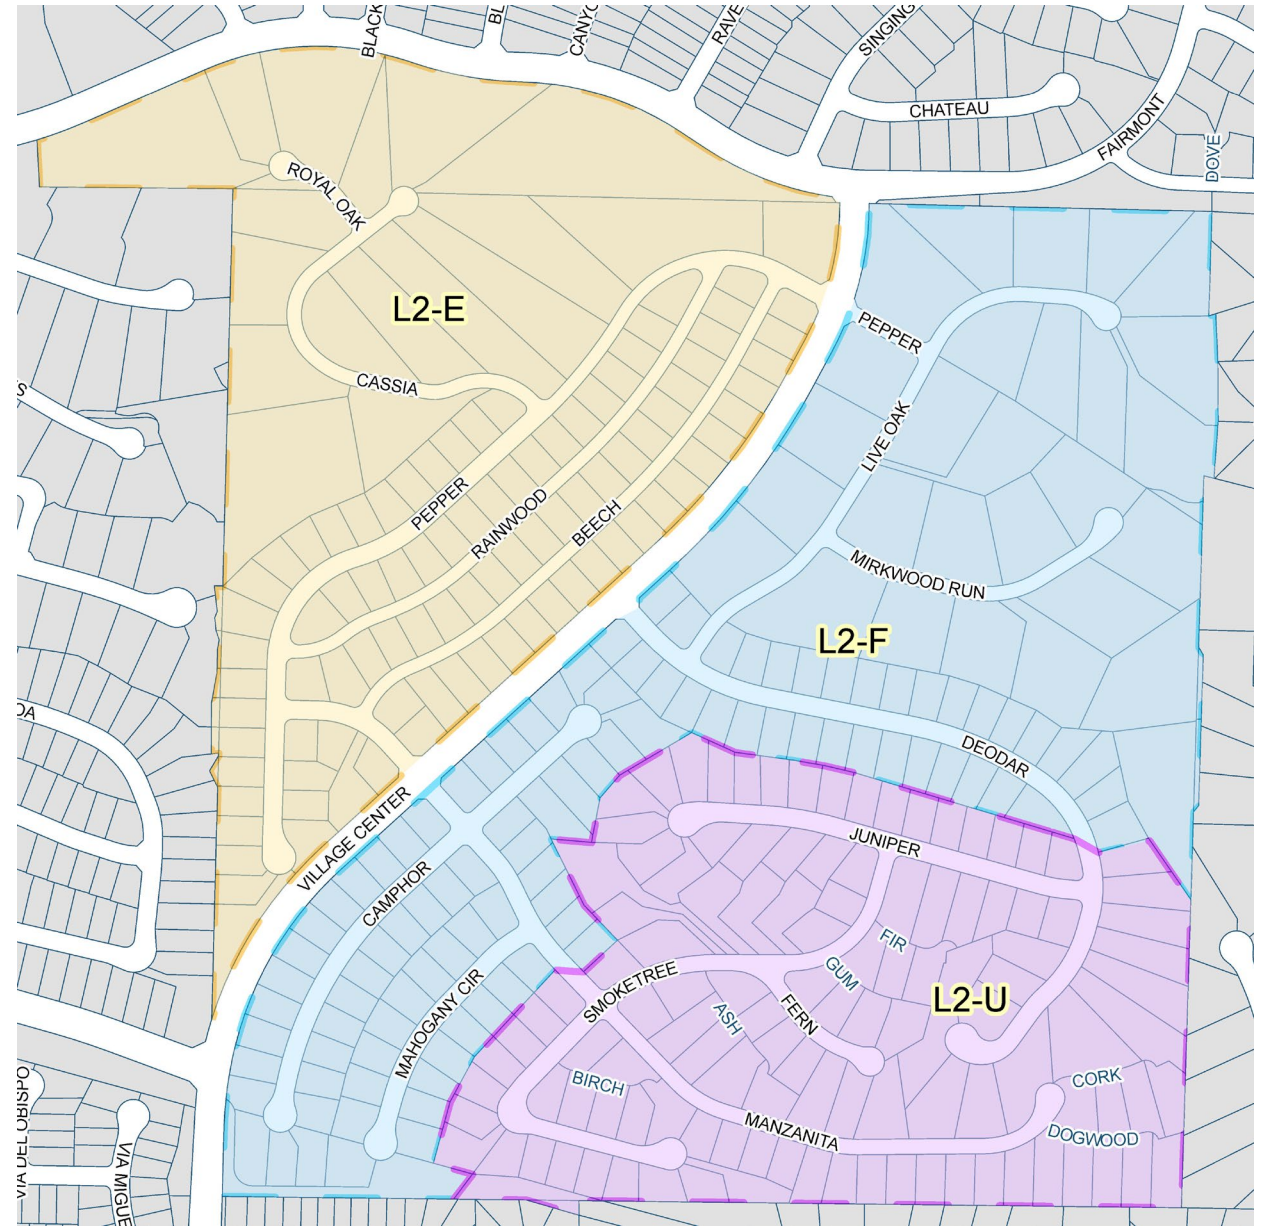 SINGING
CHATEAU
FAIRMONT
DOVE
ROYAL OAK
L2-E
PEPPER
CASSIA
LIVE OAK
PEPPER
RAINWOOD
BEECH
MIRKWOOD RUN
L2-F
DEODAR
VILLAGE CENTER
JUNIPER
CAMPHOR
FIR
GUM
SMOKETREE
L2-U
MAHOGANY CIR
ASH
FERN
BIRCH
CORK
MANZANITA
DOGWOOD
VIA DEL OBISPO
VIA MIGUE
BLACK
BL
CANYO
RAVE
S
DA